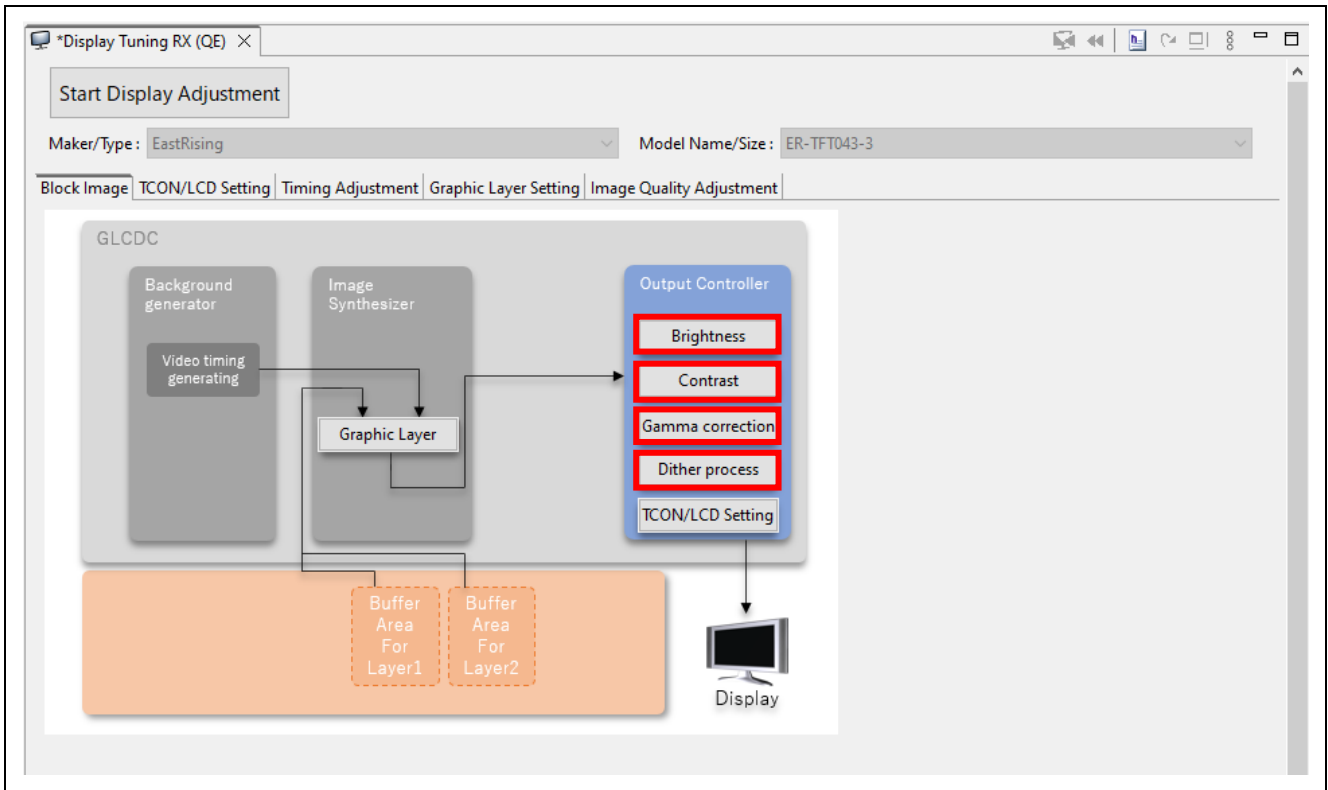 *Display Tuning RX (QE)
Start Display Adjustment
Maker/Type : EastRising
Model Name/Size : ER-TFT043-3
Block Image TCON/LCD Setting Timing Adjustment Graphic Layer Setting Image Quality Adjustment
GLCDC
Background
generator
Video timing
generating
Image
Synthesizer
Graphic Layer
Output Controller
Brightness
Contrast
Gamma correction
Dither process
TCON/LCD Setting
Buffer
Area
For
Layer1
Buffer
Area
For
Layer2
Display